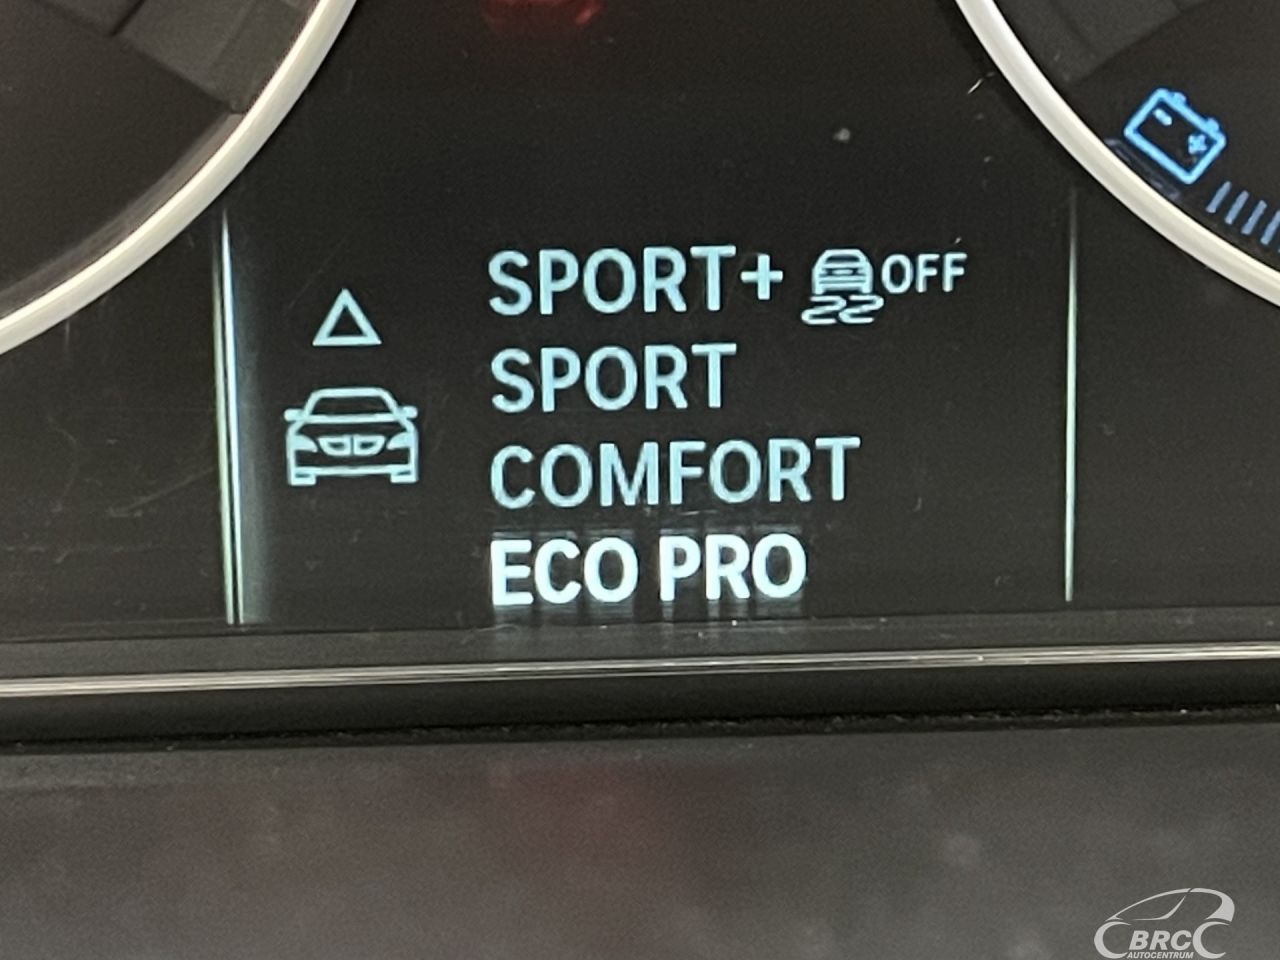 SPORT+ OFF
SPORT
COMFORT
ECO PRO
BRC
AUTOCENTRUM